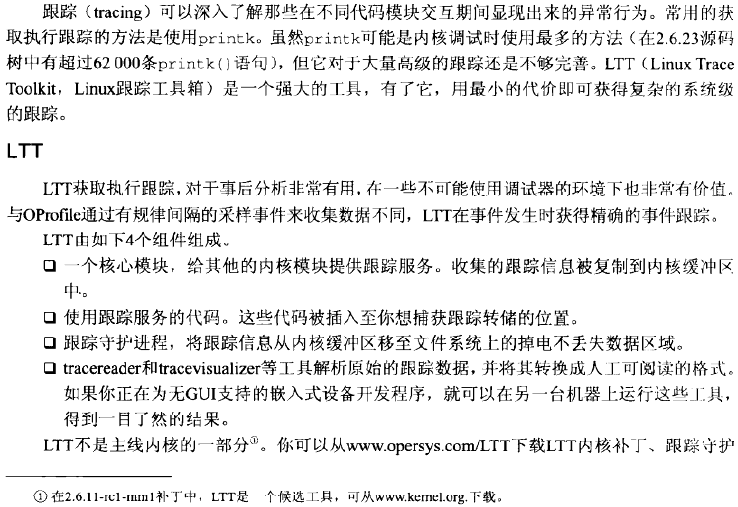 跟踪（tracing）可以深入了解那些在不同代码模块交互期间显现出来的异常行为。常用的获
取执行跟踪的方法是使用printk。虽然printk可能是内核调试时使用最多的方法（在2.6.23源码
树中有超过62 000条printk()语句），但它对于大量高级的跟踪还是不够完善。LTT（Linux Trace
Toolkit，Linux跟踪工具箱）是一个强大的工具，有了它，用最小的代价即可获得复杂的系统级
的跟踪。
LTT
LTT获取执行跟踪，对于事后分析非常有用，在一些不可能使用调试器的环境下也非常有价值。
与OProfile通过有规律间隔的采样事件来收集数据不同，LTT在事件发生时获得精确的事件跟踪。
LTT由如下4个组件组成。
❑ 一个核心模块，给其他的内核模块提供跟踪服务。收集的跟踪信息被复制到内核缓冲区
中。
❑ 使用跟踪服务的代码。这些代码被插入至你想捕获跟踪转储的位置。
❑ 跟踪守护进程，将跟踪信息从内核缓冲区移至文件系统上的掉电不丢失数据区域。
❑ tracereader和tracevisualizer等工具解析原始的跟踪数据，并将其转换成人工可阅读的格式。
如果你正在为无GUI支持的嵌入式设备开发程序，就可以在另一台机器上运行这些工具，
得到一目了然的结果。
LTT不是主线内核的一部分①。你可以从www.opersys.com/LTT下载LTT内核补丁、跟踪守护
① 在2.6.11-rc1-mm1补丁中，LTT是一个候选工具，可从www.kernel.org.下载。